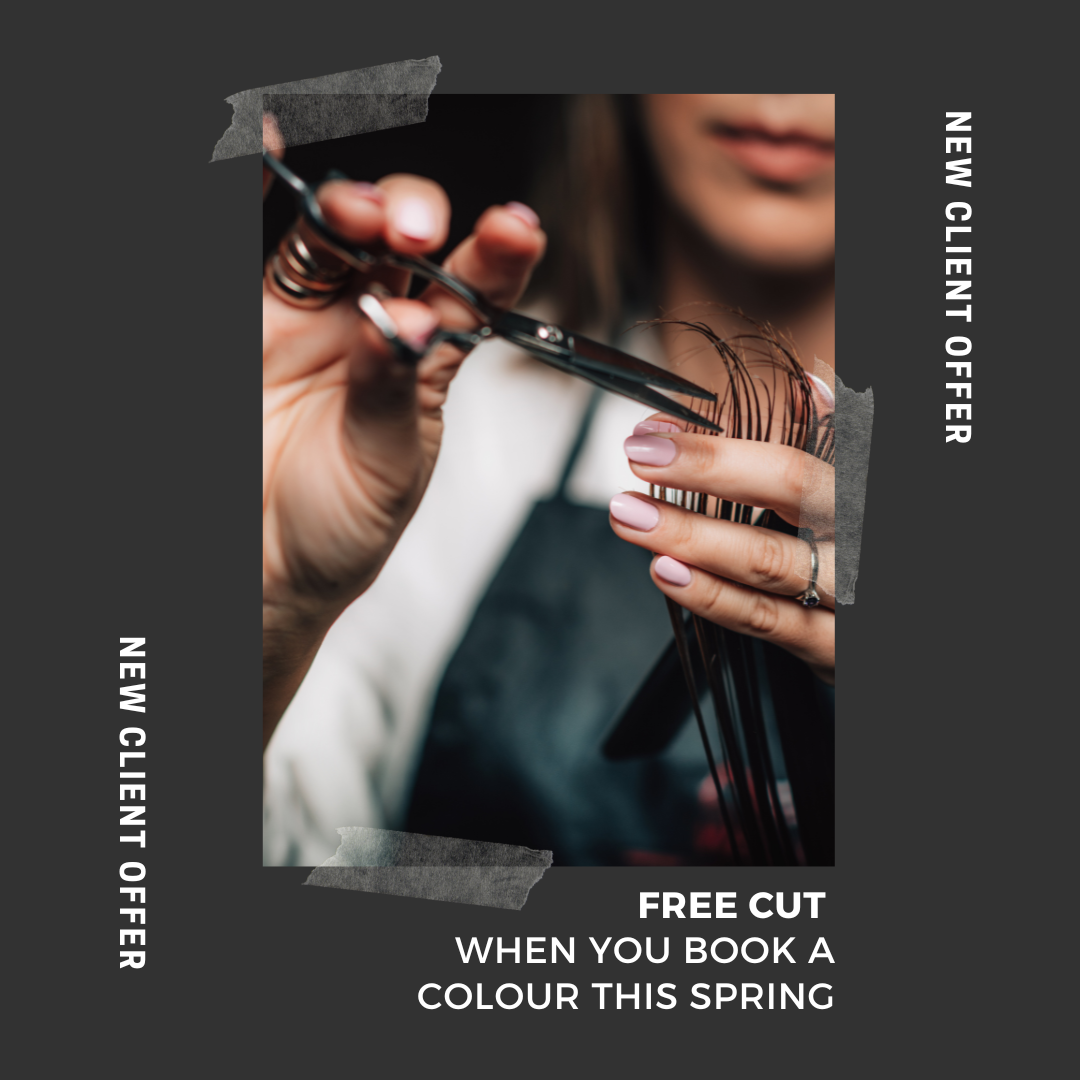 NEW CLIENT OFFER
NEW CLIENT OFFER
FREE CUT
WHEN YOU BOOK A
COLOUR THIS SPRING